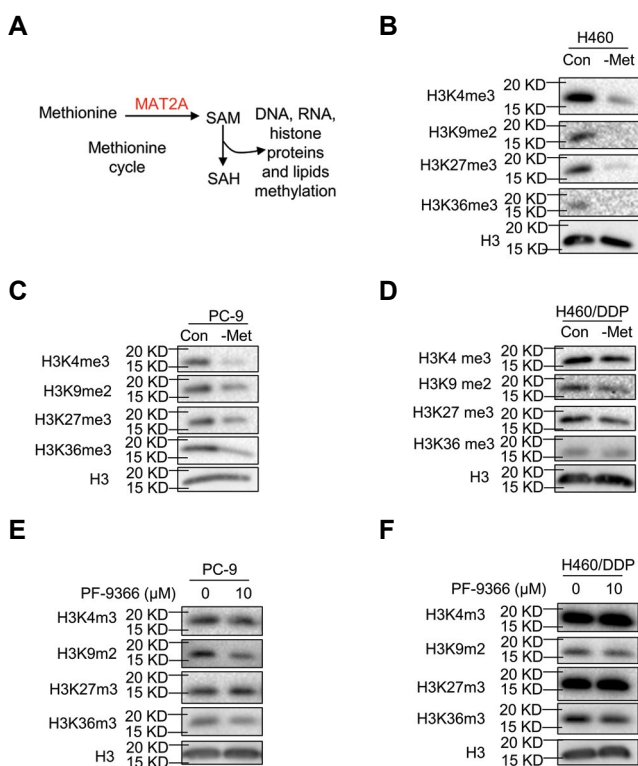 A
Methionine
MAT2A
SAM
Methionine
cycle
SAH
DNA, RNA,
histone
proteins
and lipids
methylation
B
H460
Con -Met
H3K4me3 20 KD 15 KD
H3K9me2 20 KD 15 KD
H3K27me3 20 KD 15 KD
H3K36me3 20 KD 15 KD
H3 20 KD 15 KD
C
PC-9
Con -Met
H3K4me3 20 KD 15 KD
H3K9me2 20 KD 15 KD
H3K27me3 20 KD 15 KD
H3K36me3 20 KD 15 KD
H3 20 KD 15 KD
D
H460/DDP
Con -Met
H3K4 me3 20 KD 15 KD
H3K9 me2 20 KD 15 KD
H3K27 me3 20 KD 15 KD
H3K36 me3 20 KD 15 KD
H3 20 KD 15 KD
E
PC-9
PF-9366 (μM) 0 10
H3K4m3 20 KD 15 KD
H3K9m2 20 KD 15 KD
H3K27m3 20 KD 15 KD
H3K36m3 20 KD 15 KD
H3 20 KD 15 KD
F
H460/DDP
PF-9366 (μM) 0 10
H3K4m3 20 KD 15 KD
H3K9m2 20 KD 15 KD
H3K27m3 20 KD 15 KD
H3K36m3 20 KD 15 KD
H3 20 KD 15 KD